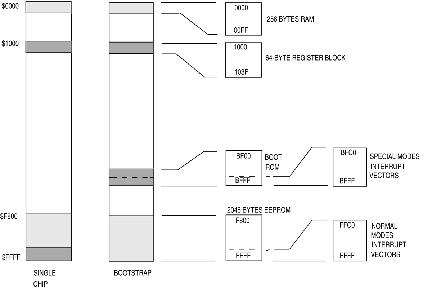 $0000
0000
256 BYTES RAM
00FF
$1000
1000
64-BYTE REGISTER BLOCK
103F
BF00
BOOT
ROM
BFFF
BFC0
SPECIAL MODES
INTERRUPT
VECTORS
BFFF
2048 BYTES EEPROM
$F800
F800
FFFF
FFC0
NORMAL
MODES
INTERRUPT
VECTORS
FFFF
$FFFF
SINGLE
CHIP
BOOTSTRAP